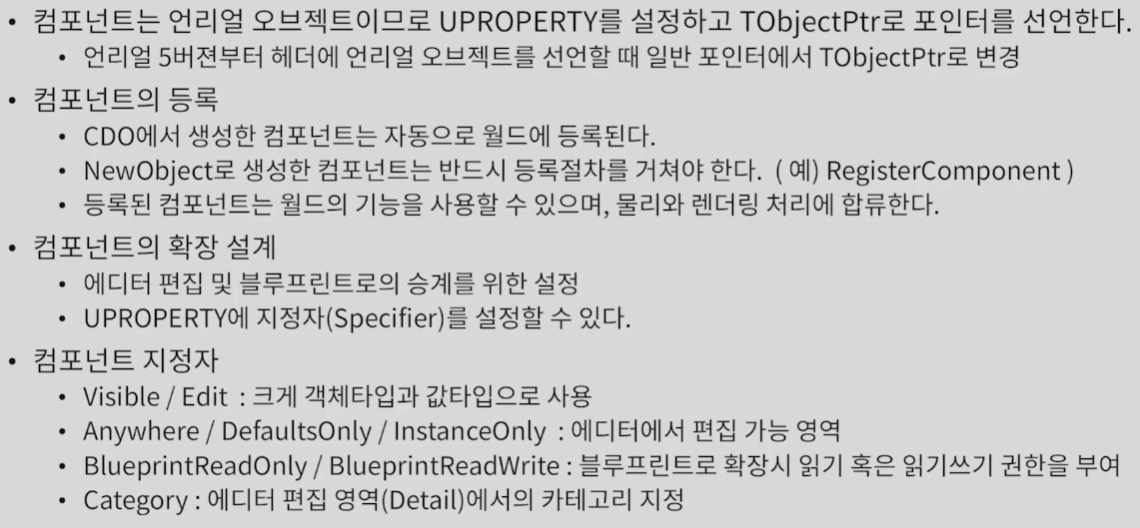 • 컴포넌트는 언리얼 오브젝트이므로 UPROPERTY를 설정하고 TObjectPtr로 포인터를 선언한다.
• 언리얼 5버젼부터 헤더에 언리얼 오브젝트를 선언할 때 일반 포인터에서 TObjectPtr로 변경
• 컴포넌트의 등록
• CDO에서 생성한 컴포넌트는 자동으로 월드에 등록된다.
• NewObject로 생성한 컴포넌트는 반드시 등록절차를 거쳐야 한다. ( 예) RegisterComponent )
• 등록된 컴포넌트는 월드의 기능을 사용할 수 있으며, 물리와 렌더링 처리에 합류한다.
• 컴포넌트의 확장 설계
• 에디터 편집 및 블루프린트로의 승계를 위한 설정
• UPROPERTY에 지정자(Specifier)를 설정할 수 있다.
• 컴포넌트 지정자
• Visible / Edit : 크게 객체타입과 값타입으로 사용
• Anywhere / DefaultsOnly / InstanceOnly : 에디터에서 편집 가능 영역
• BlueprintReadOnly / BlueprintReadWrite : 블루프린트로 확장시 읽기 혹은 읽기쓰기 권한을 부여
• Category : 에디터 편집 영역(Detail)에서의 카테고리 지정